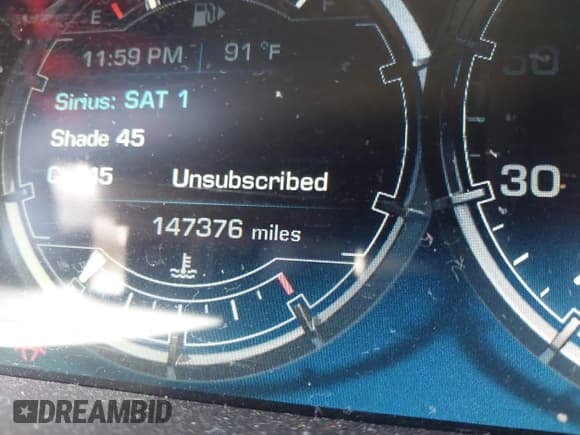 E F
11:59 PM 91 °F
Sirius: SAT 1
Shade 45
Unsubscribed
147376 miles
30
DREAMBID